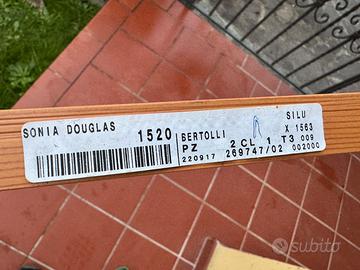 SONIA DOUGLAS 1520
BERTOLLI SILU
PZ 2 CL 1 T3 X 1563
009
220917 269747/02 002000
subito